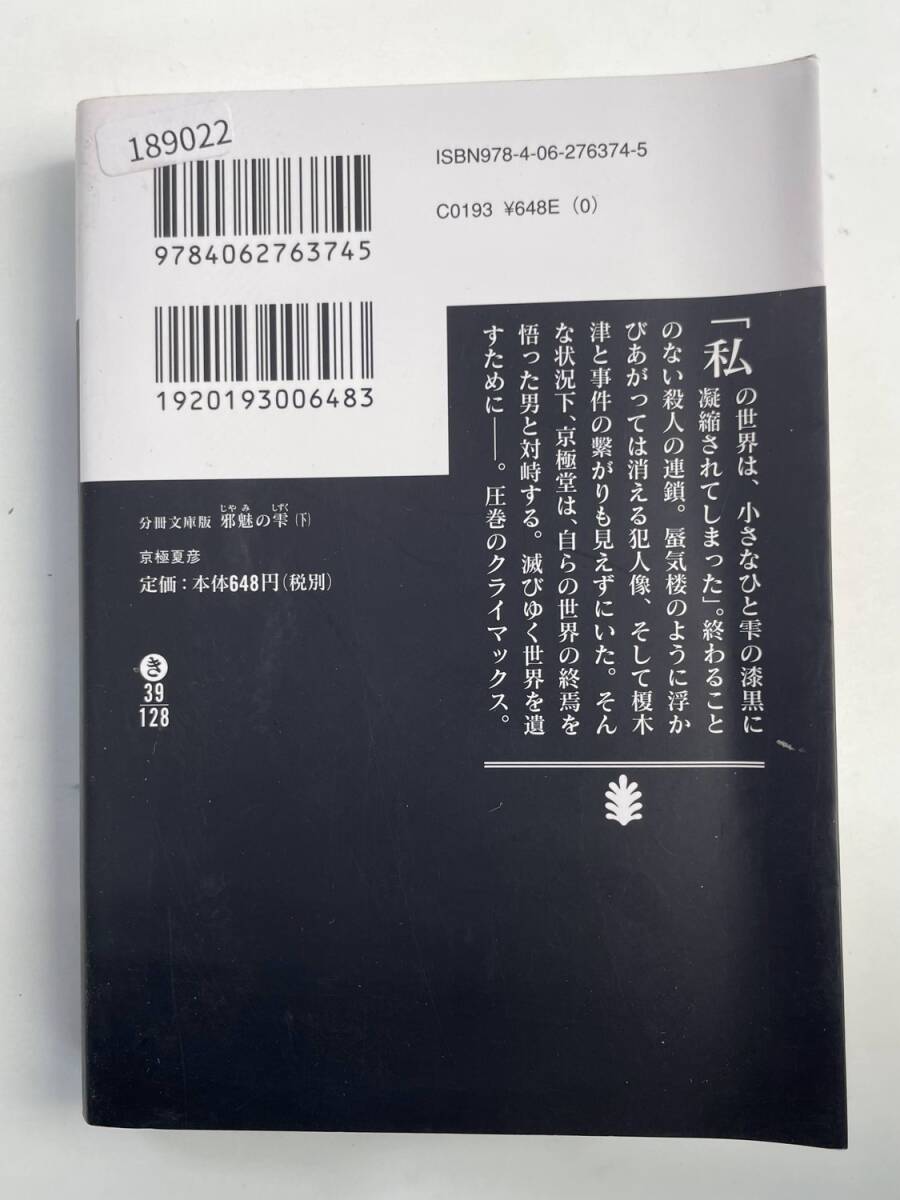 189022
ISBN978-4-06-276374-5
C0193 ¥648E (0)
9784062763745
1920193006483
「私の世界は、小さなひと雫の漆黒に
凝縮されてしまった」。終わること
のない殺人の連鎖。蜃気楼のように浮か
びあがっては消える犯人像、そして榎木
津と事件の繋がりも見えずにいた。そん
な状況下、京極堂は、自らの世界の終焉を
悟った男と対峙する。滅びゆく世界を遺
すために——。圧巻のクライマックス。
分冊文庫版 邪魅の雫(下)
じゃみ しずく
京極夏彦
定価：本体648円(税別)
き
39
128